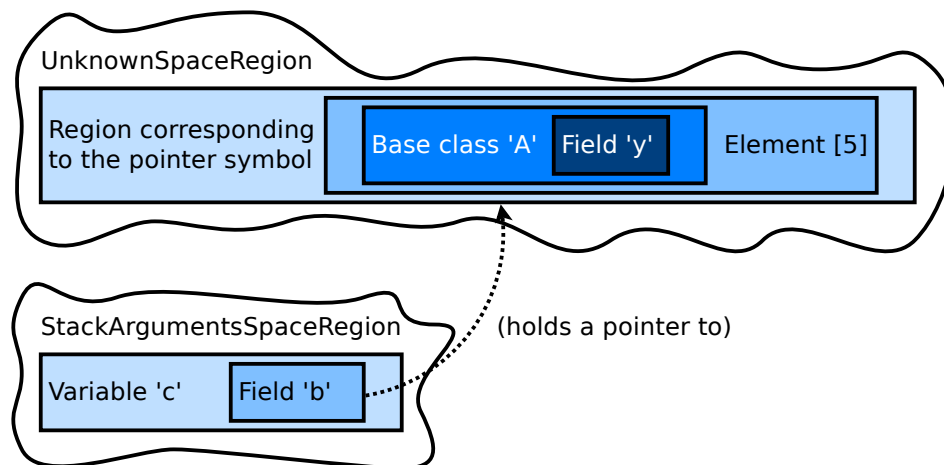 UnknownSpaceRegion
Region corresponding
to the pointer symbol
Base class 'A'
Field 'y'
Element [5]
StackArgumentsSpaceRegion
(holds a pointer to)
Variable 'c'
Field 'b'